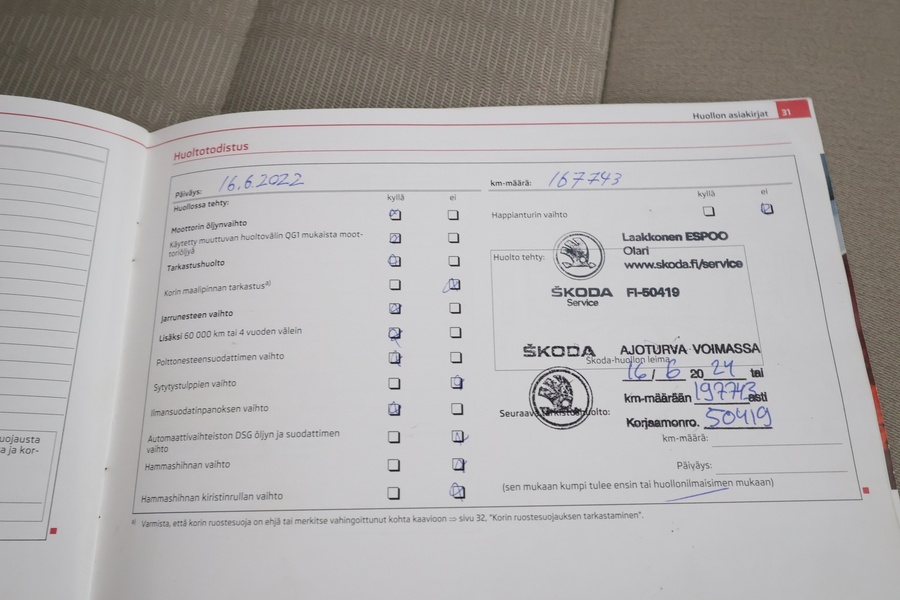 Huollon asiakirjat 31
Huoltotodistus
Päiväys: 16.6.2022
km-määrä: 167743
Huollossa tehty: kyllä ei
kyllä ei
Moottorin öljynvaihto
Happianturin vaihto
Käytetty muuttuvan huoltovälin QG1 mukaista moot-
toriöljyä
Tarkastushuolto
Korin maalipinnan tarkastusa)
Jarrunesteen vaihto
Lisäksi 60 000 km tai 4 vuoden välein
Polttonesteensuodattimen vaihto
Sytytystulppien vaihto
Ilmansuodatinpanoksen vaihto
Automaattivaihteiston DSG öljyn ja suodattimen
vaihto
Hammashihnan vaihto
Hammashihnan kiristinrullan vaihto
Huolto tehty:
Laakkonen ESPOO
Olari
www.skoda.fi/service
ŠKODA FI-50419
Service
ŠKODA AJOTURVA VOIMASSA
Škoda-huollon leima
16 / 6 20 24 tai
km-määrään 197743 asti
Seuraava tarkistushuolto:
Korjaamonro. 50419
km-määrä:
Päiväys:
(sen mukaan kumpi tulee ensin tai huollonilmaisimen mukaan)
a) Varmista, että korin ruostesuoja on ehjä tai merkitse vahingoittunut kohta kaavioon ⇒ sivu 32, "Korin ruostesuojauksen tarkastaminen".
uojausta
a ja kor-